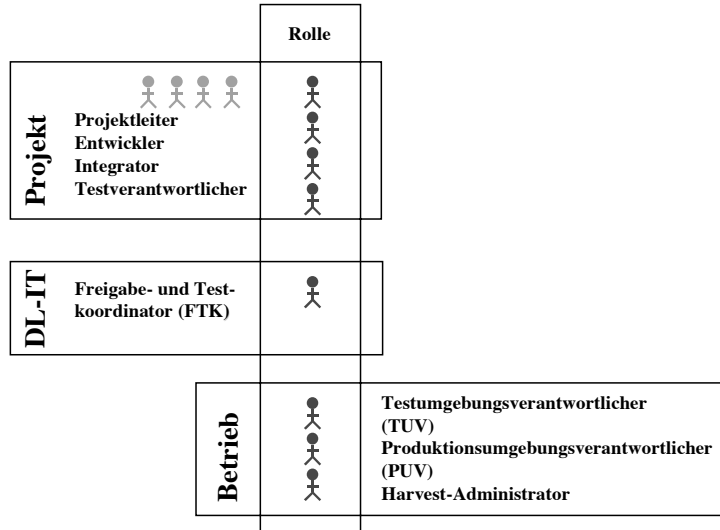 Rolle
Projekt
Projektleiter
Entwickler
Integrator
Testverantwortlicher
DL-IT
Freigabe- und Test-
koordinator (FTK)
Betrieb
Testumgebungsverantwortlicher
(TUV)
Produktionsumgebungsverantwortlicher
(PUV)
Harvest-Administrator